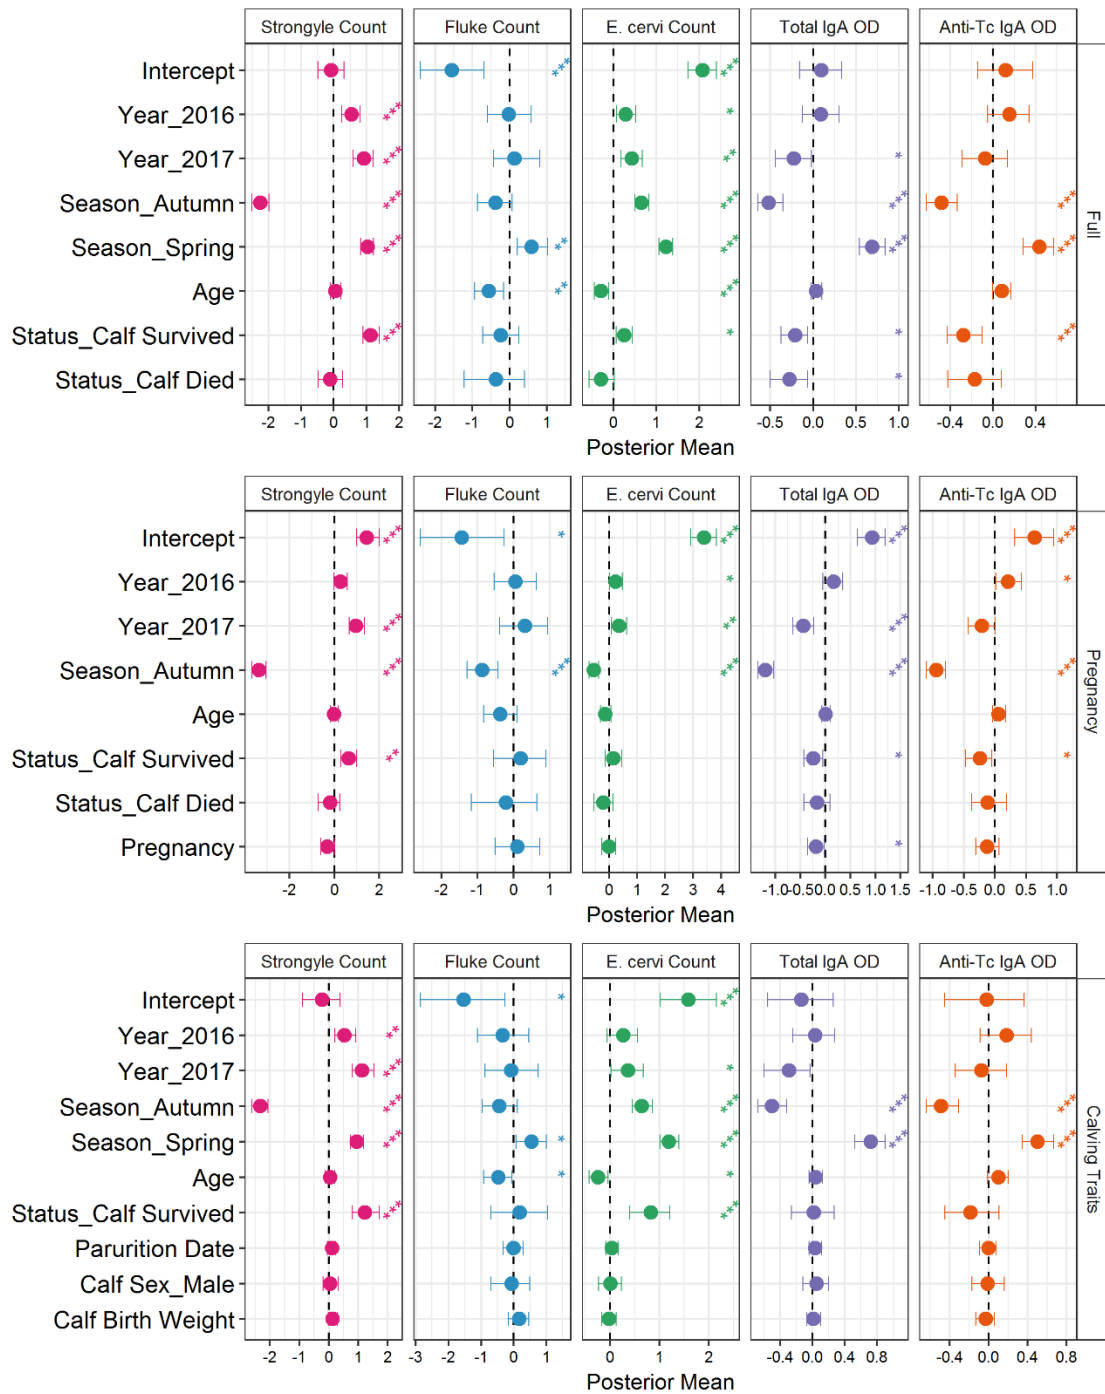 Strongyle Count Fluke Count E. cervi Count Total IgA OD Anti-Tc IgA OD
Intercept *** ***
Year_2016 *** *
Year_2017 *** ** *
Season_Autumn *** *** *** ***
Season_Spring *** ** *** *** ***
Age ** ***
Status_Calf Survived *** * * ***
Status_Calf Died *
Full
-2 -1 0 1 2 -2 -1 0 1 0 1 2 -0.5 0.0 0.5 1.0 -0.4 0.0 0.4
Posterior Mean
Strongyle Count Fluke Count E. cervi Count Total IgA OD Anti-Tc IgA OD
Intercept *** * *** *** ***
Year_2016 * *
Year_2017 *** ** ***
Season_Autumn *** *** *** *** ***
Age
Status_Calf Survived ** * *
Status_Calf Died
Pregnancy *
Pregnancy
-2 0 2 -2 -1 0 1 0 1 2 3 4 -1.0 -0.5 0.0 0.5 1.0 1.5 -1.0 -0.5 0.0 0.5 1.0
Posterior Mean
Strongyle Count Fluke Count E. cervi Count Total IgA OD Anti-Tc IgA OD
Intercept * ***
Year_2016 **
Year_2017 *** *
Season_Autumn *** *** *** ***
Season_Spring *** * *** *** ***
Age * *
Status_Calf Survived *** ***
Parurition Date
Calf Sex_Male
Calf Birth Weight
Calving Traits
-2 -1 0 1 2 -3 -2 -1 0 1 0 1 2 -0.4 0.0 0.4 0.8 -0.4 0.0 0.4 0.8
Posterior Mean